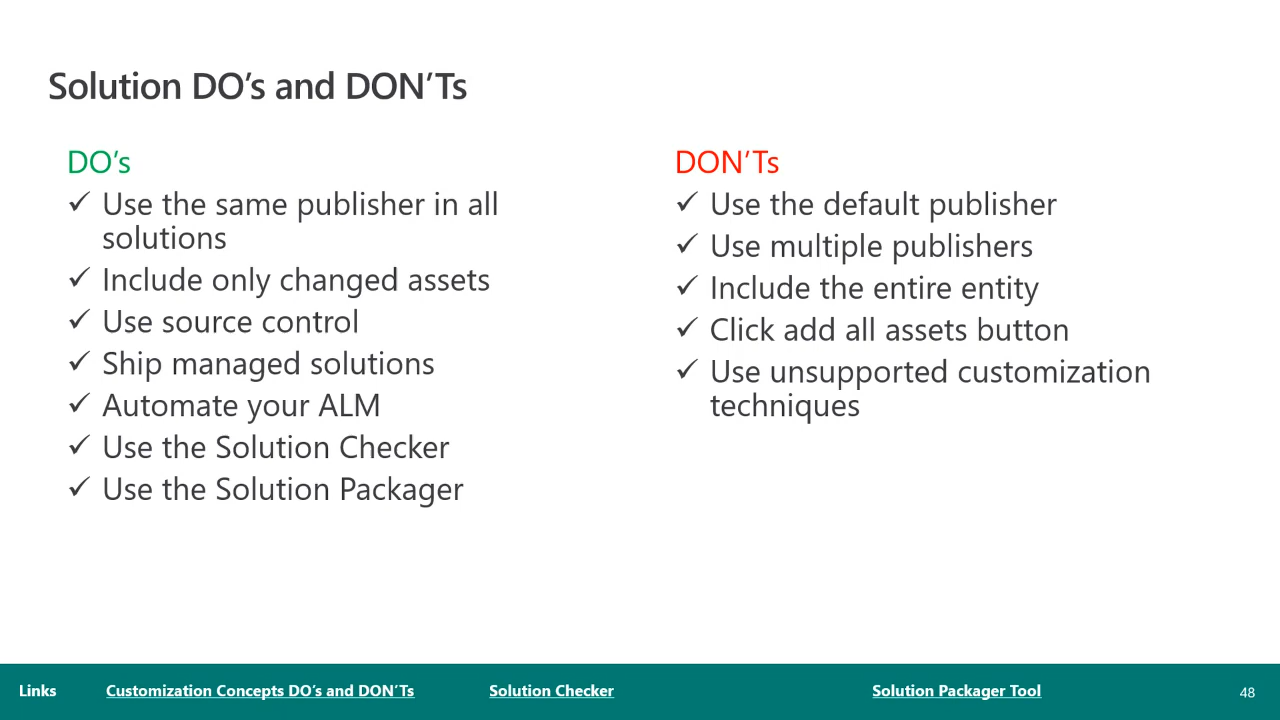 Solution DO’s and DON’Ts
DO’s
✓ Use the same publisher in all
solutions
✓ Include only changed assets
✓ Use source control
✓ Ship managed solutions
✓ Automate your ALM
✓ Use the Solution Checker
✓ Use the Solution Packager
DON’Ts
✓ Use the default publisher
✓ Use multiple publishers
✓ Include the entire entity
✓ Click add all assets button
✓ Use unsupported customization
techniques
Links Customization Concepts DO’s and DON’Ts Solution Checker Solution Packager Tool 48